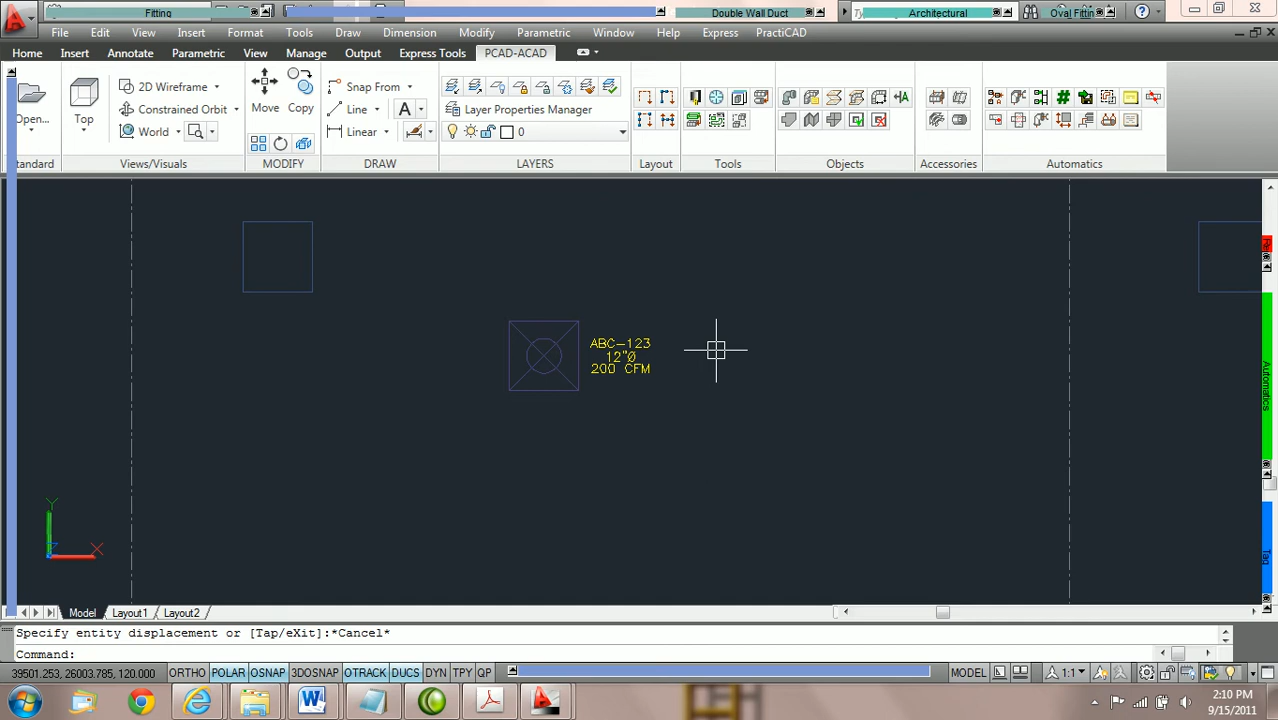 Fitting
Double Wall Duct
Architectural
Oval Fittin
File Edit View Insert Format Tools Draw Dimension Modify Parametric Window Help Express PractiCAD
Home Insert Annotate Parametric View Manage Output Express Tools PCAD-ACAD
Open...
Top
2D Wireframe
Constrained Orbit
World
Move Copy
Snap From
Line A
Linear
Layer Properties Manager
0
Standard Views/Visuals MODIFY DRAW LAYERS Layout Tools Objects Accessories Automatics
ABC-123
12"Ø
200 CFM
Automatics
Tag
Y
X
Model Layout1 Layout2
Specify entity displacement or [Tap/eXit]:*Cancel*
Command:
39501.253, 26003.785, 120.000 ORTHO POLAR OSNAP 3DOSNAP OTRACK DUCS DYN TPY QP MODEL 1:1
2:10 PM
9/15/2011